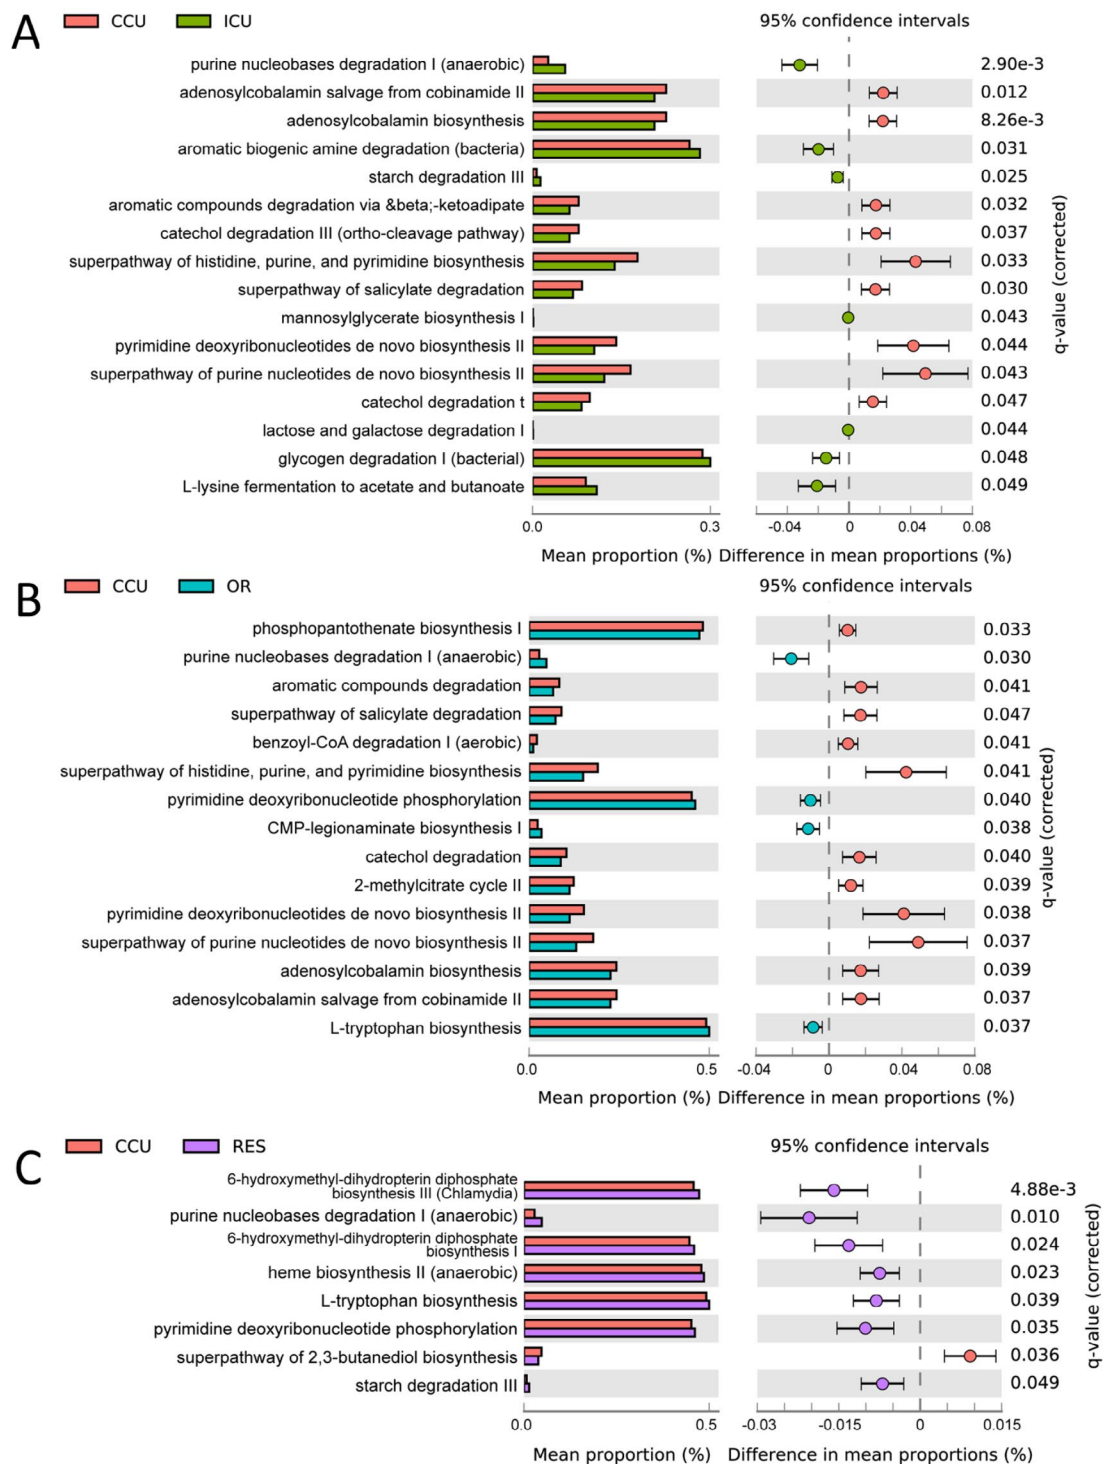 A
CCU ICU
95% confidence intervals
purine nucleobases degradation I (anaerobic) 2.90e-3
adenosylcobalamin salvage from cobinamide II 0.012
adenosylcobalamin biosynthesis 8.26e-3
aromatic biogenic amine degradation (bacteria) 0.031
starch degradation III 0.025
aromatic compounds degradation via &beta;-ketoadipate 0.032
catechol degradation III (ortho-cleavage pathway) 0.037
superpathway of histidine, purine, and pyrimidine biosynthesis 0.033
superpathway of salicylate degradation 0.030
mannosylglycerate biosynthesis I 0.043
pyrimidine deoxyribonucleotides de novo biosynthesis II 0.044
superpathway of purine nucleotides de novo biosynthesis II 0.043
catechol degradation t 0.047
lactose and galactose degradation I 0.044
glycogen degradation I (bacterial) 0.048
L-lysine fermentation to acetate and butanoate 0.049
q-value (corrected)
0.0 0.3 -0.04 0 0.04 0.08
Mean proportion (%) Difference in mean proportions (%)
B
CCU OR
95% confidence intervals
phosphopantothenate biosynthesis I 0.033
purine nucleobases degradation I (anaerobic) 0.030
aromatic compounds degradation 0.041
superpathway of salicylate degradation 0.047
benzoyl-CoA degradation I (aerobic) 0.041
superpathway of histidine, purine, and pyrimidine biosynthesis 0.041
pyrimidine deoxyribonucleotide phosphorylation 0.040
CMP-legionaminate biosynthesis I 0.038
catechol degradation 0.040
2-methylcitrate cycle II 0.039
pyrimidine deoxyribonucleotides de novo biosynthesis II 0.038
superpathway of purine nucleotides de novo biosynthesis II 0.037
adenosylcobalamin biosynthesis 0.039
adenosylcobalamin salvage from cobinamide II 0.037
L-tryptophan biosynthesis 0.037
q-value (corrected)
0.0 0.5 -0.04 0 0.04 0.08
Mean proportion (%) Difference in mean proportions (%)
C
CCU RES
95% confidence intervals
6-hydroxymethyl-dihydropterin diphosphate
biosynthesis III (Chlamydia) 4.88e-3
purine nucleobases degradation I (anaerobic) 0.010
6-hydroxymethyl-dihydropterin diphosphate
biosynthesis I 0.024
heme biosynthesis II (anaerobic) 0.023
L-tryptophan biosynthesis 0.039
pyrimidine deoxyribonucleotide phosphorylation 0.035
superpathway of 2,3-butanediol biosynthesis 0.036
starch degradation III 0.049
q-value (corrected)
0.0 0.5 -0.03 -0.015 0 0.015
Mean proportion (%) Difference in mean proportions (%)